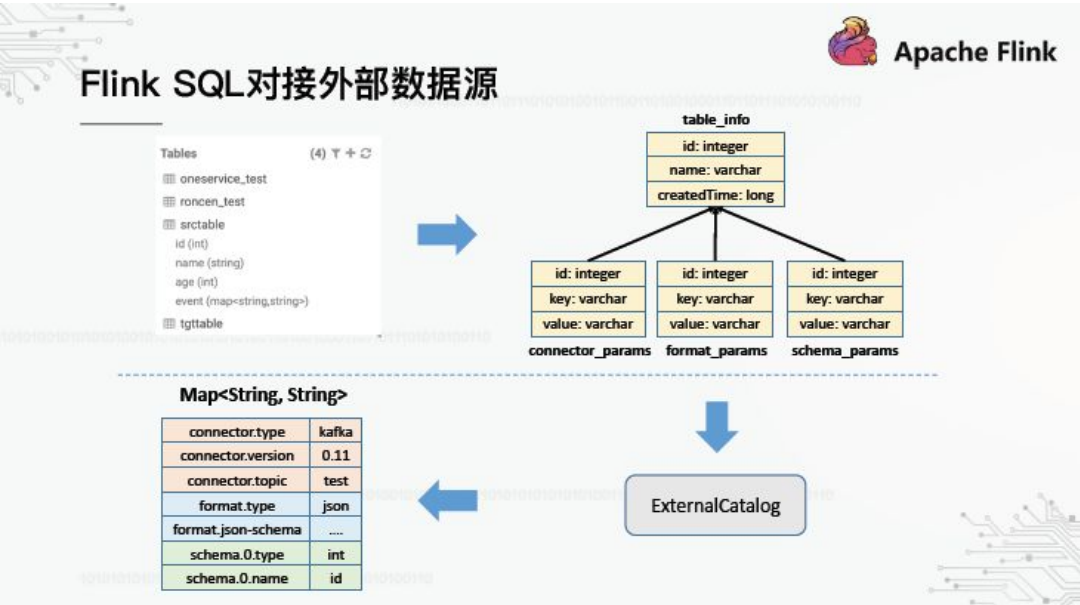 Apache Flink
Flink SQL对接外部数据源
Tables (4)
oneservice_test
roncen_test
srctable
id (int)
name (string)
age (int)
event (map<string,string>)
tgttable
table_info
id: integer
name: varchar
createdTime: long
id: integer
key: varchar
value: varchar
connector_params
id: integer
key: varchar
value: varchar
format_params
id: integer
key: varchar
value: varchar
schema_params
Map<String, String>
connector.type kafka
connector.version 0.11
connector.topic test
format.type json
format.json-schema ....
schema.0.type int
schema.0.name id
ExternalCatalog